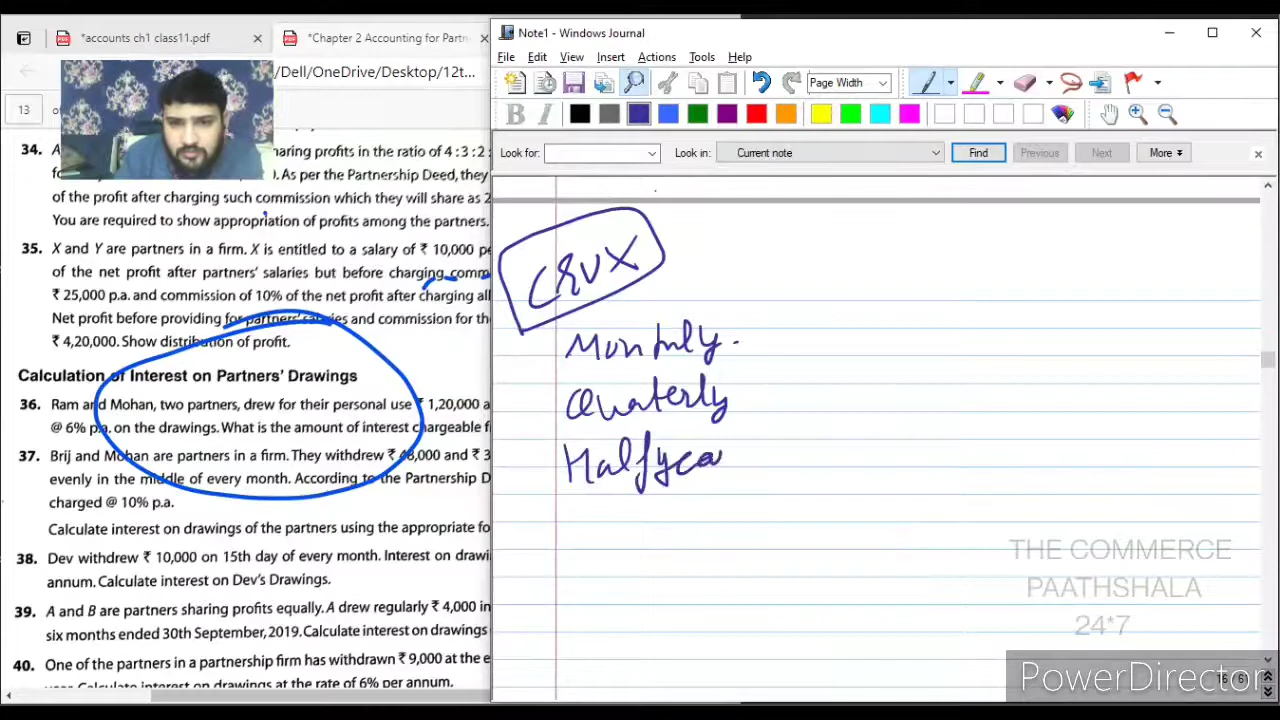 *accounts ch1 class11.pdf
*Chapter 2 Accounting for Partn
Note1 - Windows Journal
File Edit View Insert Actions Tools Help
/Dell/OneDrive/Desktop/12t...
Page Width
13
B I
Look for: Look in: Current note Find Previous Next More
34. A haring profits in the ratio of 4 : 3 : 2
). As per the Partnership Deed, they
of the profit after charging such commission which they will share as 2
You are required to show appropriation of profits among the partners.
35. X and Y are partners in a firm. X is entitled to a salary of ₹ 10,000 pe
of the net profit after partners' salaries but before charging comm
₹ 25,000 p.a. and commission of 10% of the net profit after charging all
Net profit before providing for partners' salaries and commission for the
₹ 4,20,000. Show distribution of profit.
Calculation of Interest on Partners' Drawings
36. Ram and Mohan, two partners, drew for their personal use ₹ 1,20,000 a
@ 6% p.a. on the drawings. What is the amount of interest chargeable f
37. Brij and Mohan are partners in a firm. They withdrew ₹ 48,000 and ₹ 3
evenly in the middle of every month. According to the Partnership D
charged @ 10% p.a.
Calculate interest on drawings of the partners using the appropriate fo
38. Dev withdrew ₹ 10,000 on 15th day of every month. Interest on drawi
annum. Calculate interest on Dev's Drawings.
39. A and B are partners sharing profits equally. A drew regularly ₹ 4,000 in
six months ended 30th September, 2019. Calculate interest on drawings
40. One of the partners in a partnership firm has withdrawn ₹ 9,000 at the e
year. Calculate interest on drawings at the rate of 6% per annum.
CRUX
Monthly.
Quaterly
Halfyea
THE COMMERCE
PAATHSHALA
24*7
PowerDirector